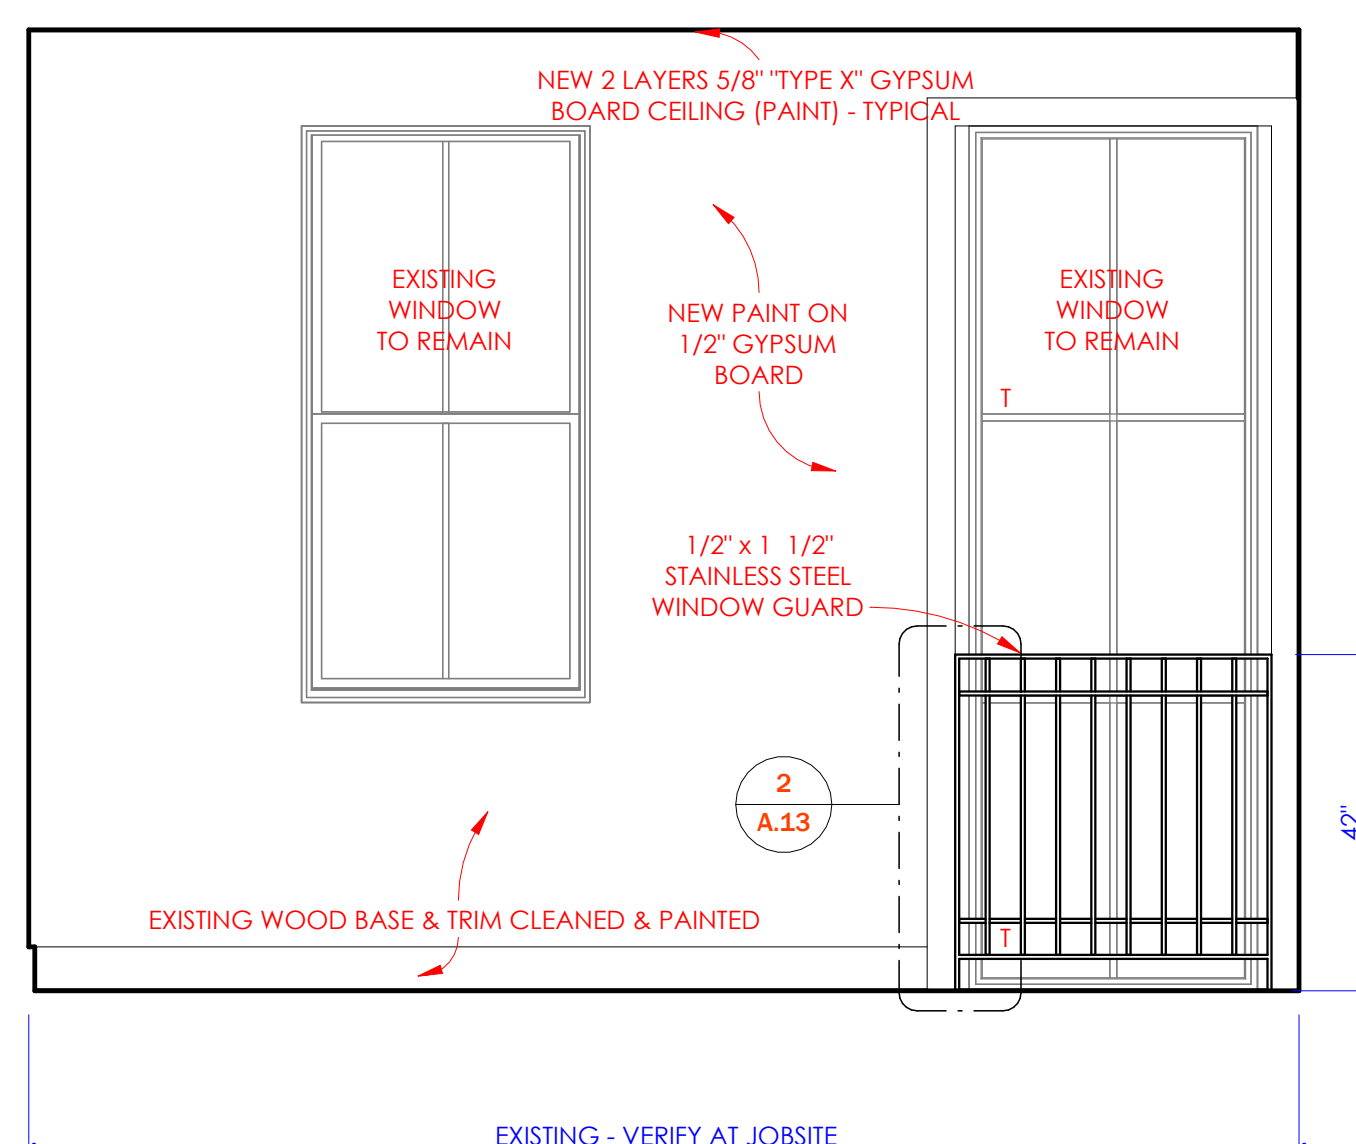 NEW 2 LAYERS 5/8" "TYPE X" GYPSUM
BOARD CEILING (PAINT) - TYPICAL
EXISTING
WINDOW
TO REMAIN
NEW PAINT ON
1/2" GYPSUM
BOARD
EXISTING
WINDOW
TO REMAIN
T
1/2" x 1 1/2"
STAINLESS STEEL
WINDOW GUARD
2
A.13
42"
EXISTING WOOD BASE & TRIM CLEANED & PAINTED
T
EXISTING - VERIFY AT JOBSITE